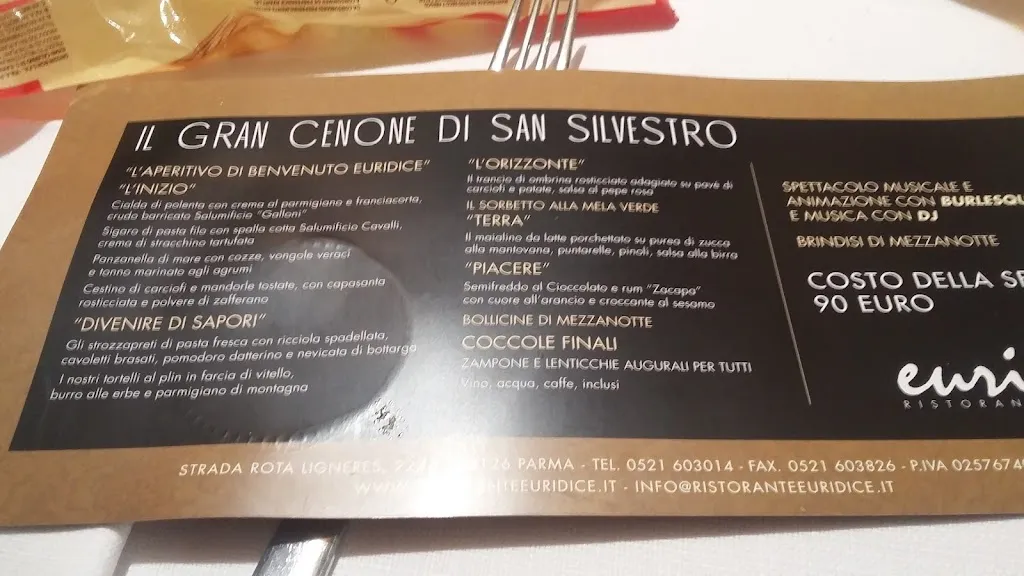 IL GRAN CENONE DI SAN SILVESTRO
"L'APERITIVO DI BENVENUTO EURIDICE"
"L'INIZIO"
Cialda di polenta con crema al parmigiano e franciacorta,
crudo barricato Salumificio "Galloni"
Sigaro di pasta filo con spalla cotta Salumificio Cavalli,
crema di stracchino tartufata
Panzanella di mare con cozze, vongole veraci
e tonno marinato agli agrumi
Cestino di carciofi e mandorle tostate, con capasanta
rosticciata e polvere di zafferano
"DIVENIRE DI SAPORI"
Gli strozzapreti di pasta fresca con ricciola spadellata,
cavoletti brasati, pomodoro datterino e nevicata di bottarga
I nostri tortelli al plin in farcia di vitello,
burro alle erbe e parmigiano di montagna
"L'ORIZZONTE"
Il trancio di ombrina rosticciato adagiato su pavé di
carciofi e patate, salsa al pepe rosa
IL SORBETTO ALLA MELA VERDE
"TERRA"
Il maialino da latte porchettato su purea di zucca
alla mantovana, puntarelle, pinoli, salsa alla birra
"PIACERE"
Semifreddo al Cioccolato e rum "Zacapa"
con cuore all'arancio e croccante al sesamo
BOLLICINE DI MEZZANOTTE
COCCOLE FINALI
ZAMPONE E LENTICCHIE AUGURALI PER TUTTI
Vino, acqua, caffe, inclusi
SPETTACOLO MUSICALE E
ANIMAZIONE CON BURLESQU
E MUSICA CON DJ
BRINDISI DI MEZZANOTTE
COSTO DELLA SE
90 EURO
euri
RISTORAN
STRADA ROTA LIGNERES, PARMA - TEL. 0521 603014 - FAX. 0521 603826 - P.IVA 0257674
WWW. EURIDICE.IT - INFO@RISTORANTEEURIDICE.IT